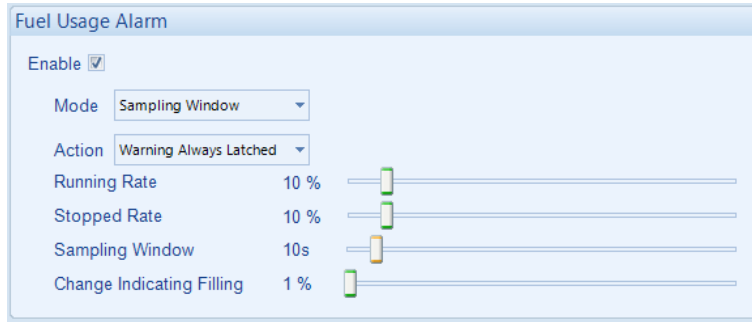 Fuel Usage Alarm
Enable
Mode Sampling Window
Action Warning Always Latched
Running Rate 10 %
Stopped Rate 10 %
Sampling Window 10s
Change Indicating Filling 1 %